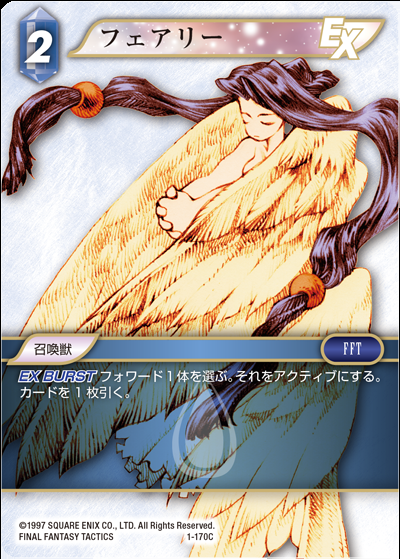 2
フェアリー
EX
召喚獣
FFT
EX BURST フォワード1体を選ぶ。それをアクティブにする。
カードを1枚引く。
©1997 SQUARE ENIX CO., LTD. All Rights Reserved.
FINAL FANTASY TACTICS
1-170C